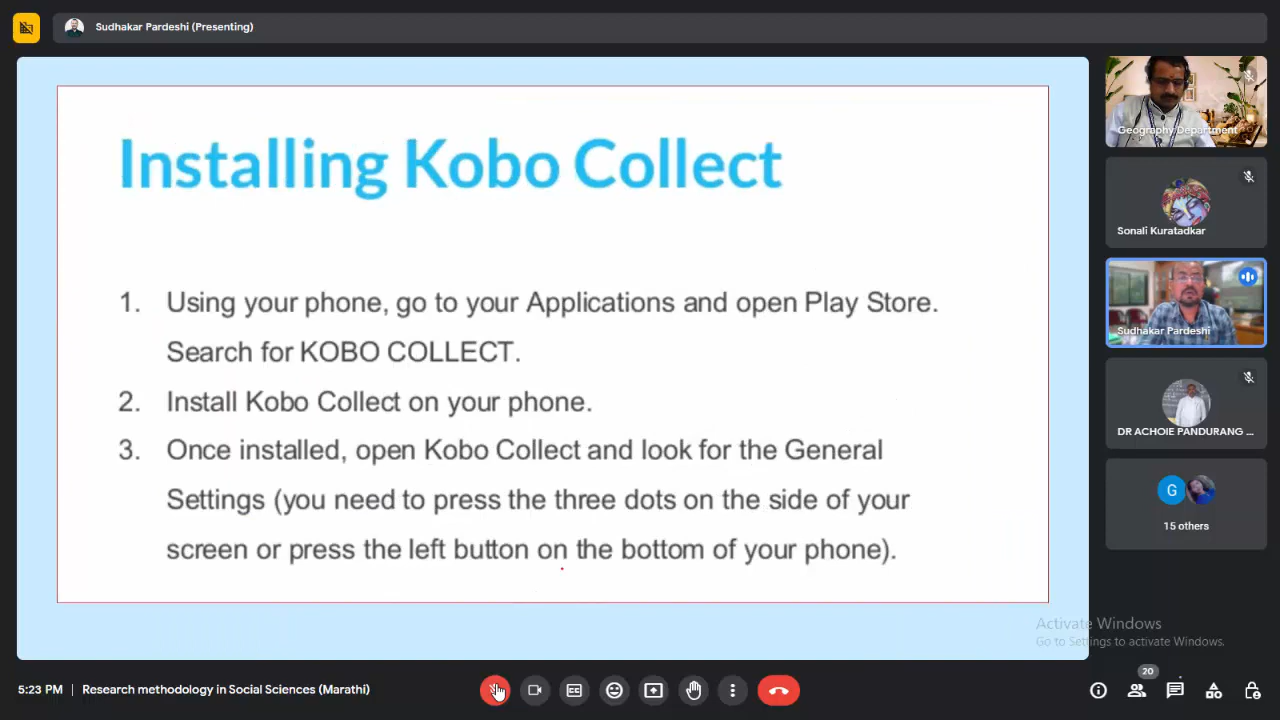 Sudhakar Pardeshi (Presenting)
Installing Kobo Collect
1. Using your phone, go to your Applications and open Play Store.
Search for KOBO COLLECT.
2. Install Kobo Collect on your phone.
3. Once installed, open Kobo Collect and look for the General
Settings (you need to press the three dots on the side of your
screen or press the left button on the bottom of your phone).
Geography Department
Sonali Kuratadkar
Sudhakar Pardeshi
DR ACHOIE PANDURANG ...
G
15 others
Activate Windows
Go to Settings to activate Windows.
5:23 PM | Research methodology in Social Sciences (Marathi)
20